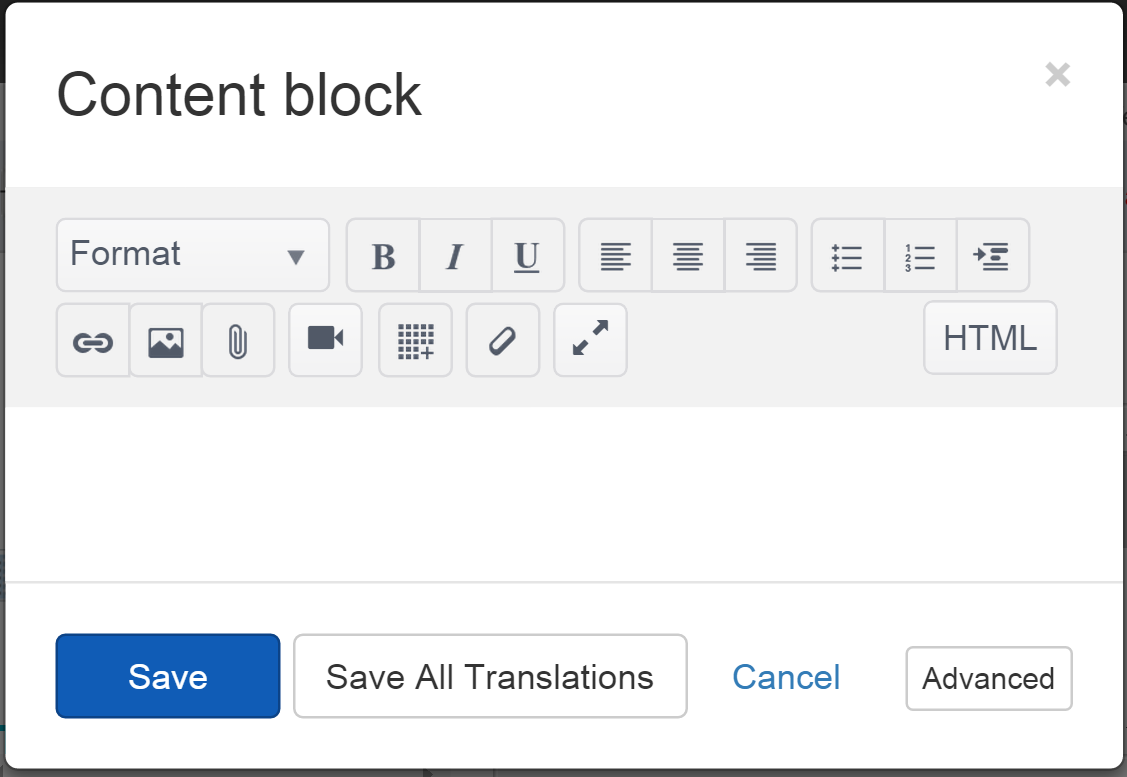 Content block
Format
B I U
HTML
Save Save All Translations Cancel Advanced